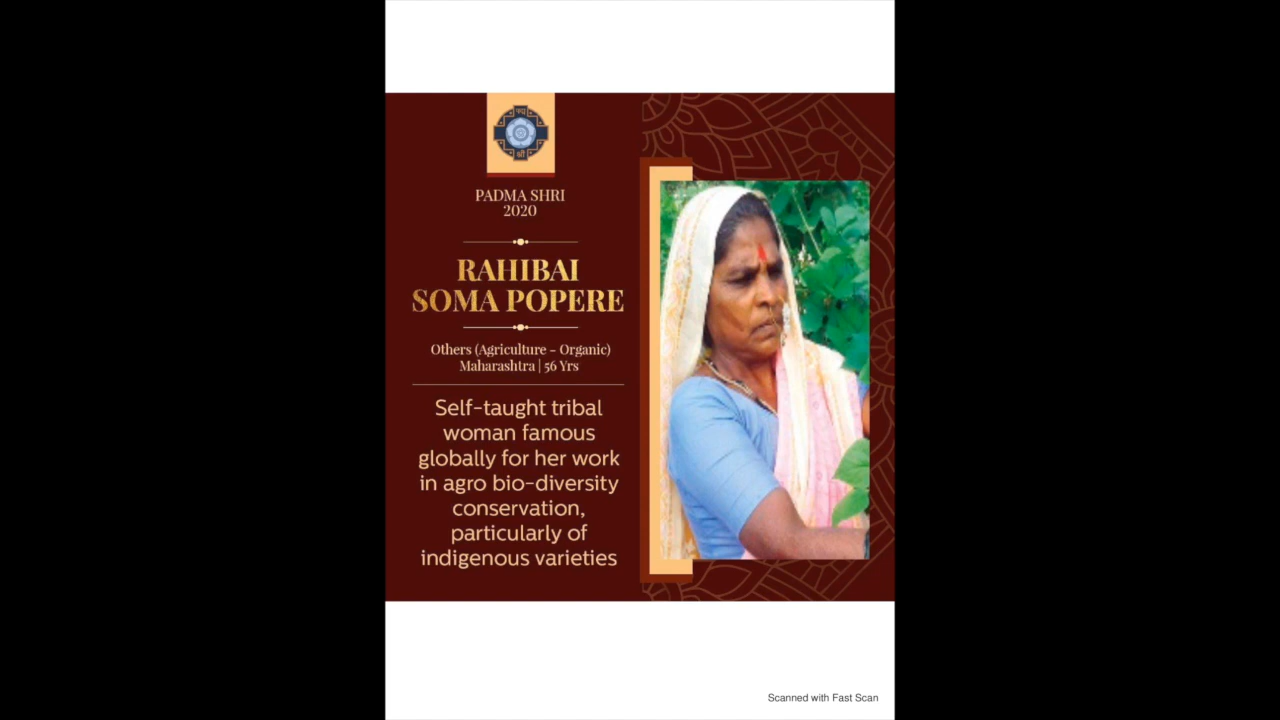 PADMA SHRI
2020
RAHIBAI
SOMA POPERE
Others (Agriculture - Organic)
Maharashtra | 56 Yrs
Self-taught tribal
woman famous
globally for her work
in agro bio-diversity
conservation,
particularly of
indigenous varieties
Scanned with Fast Scan